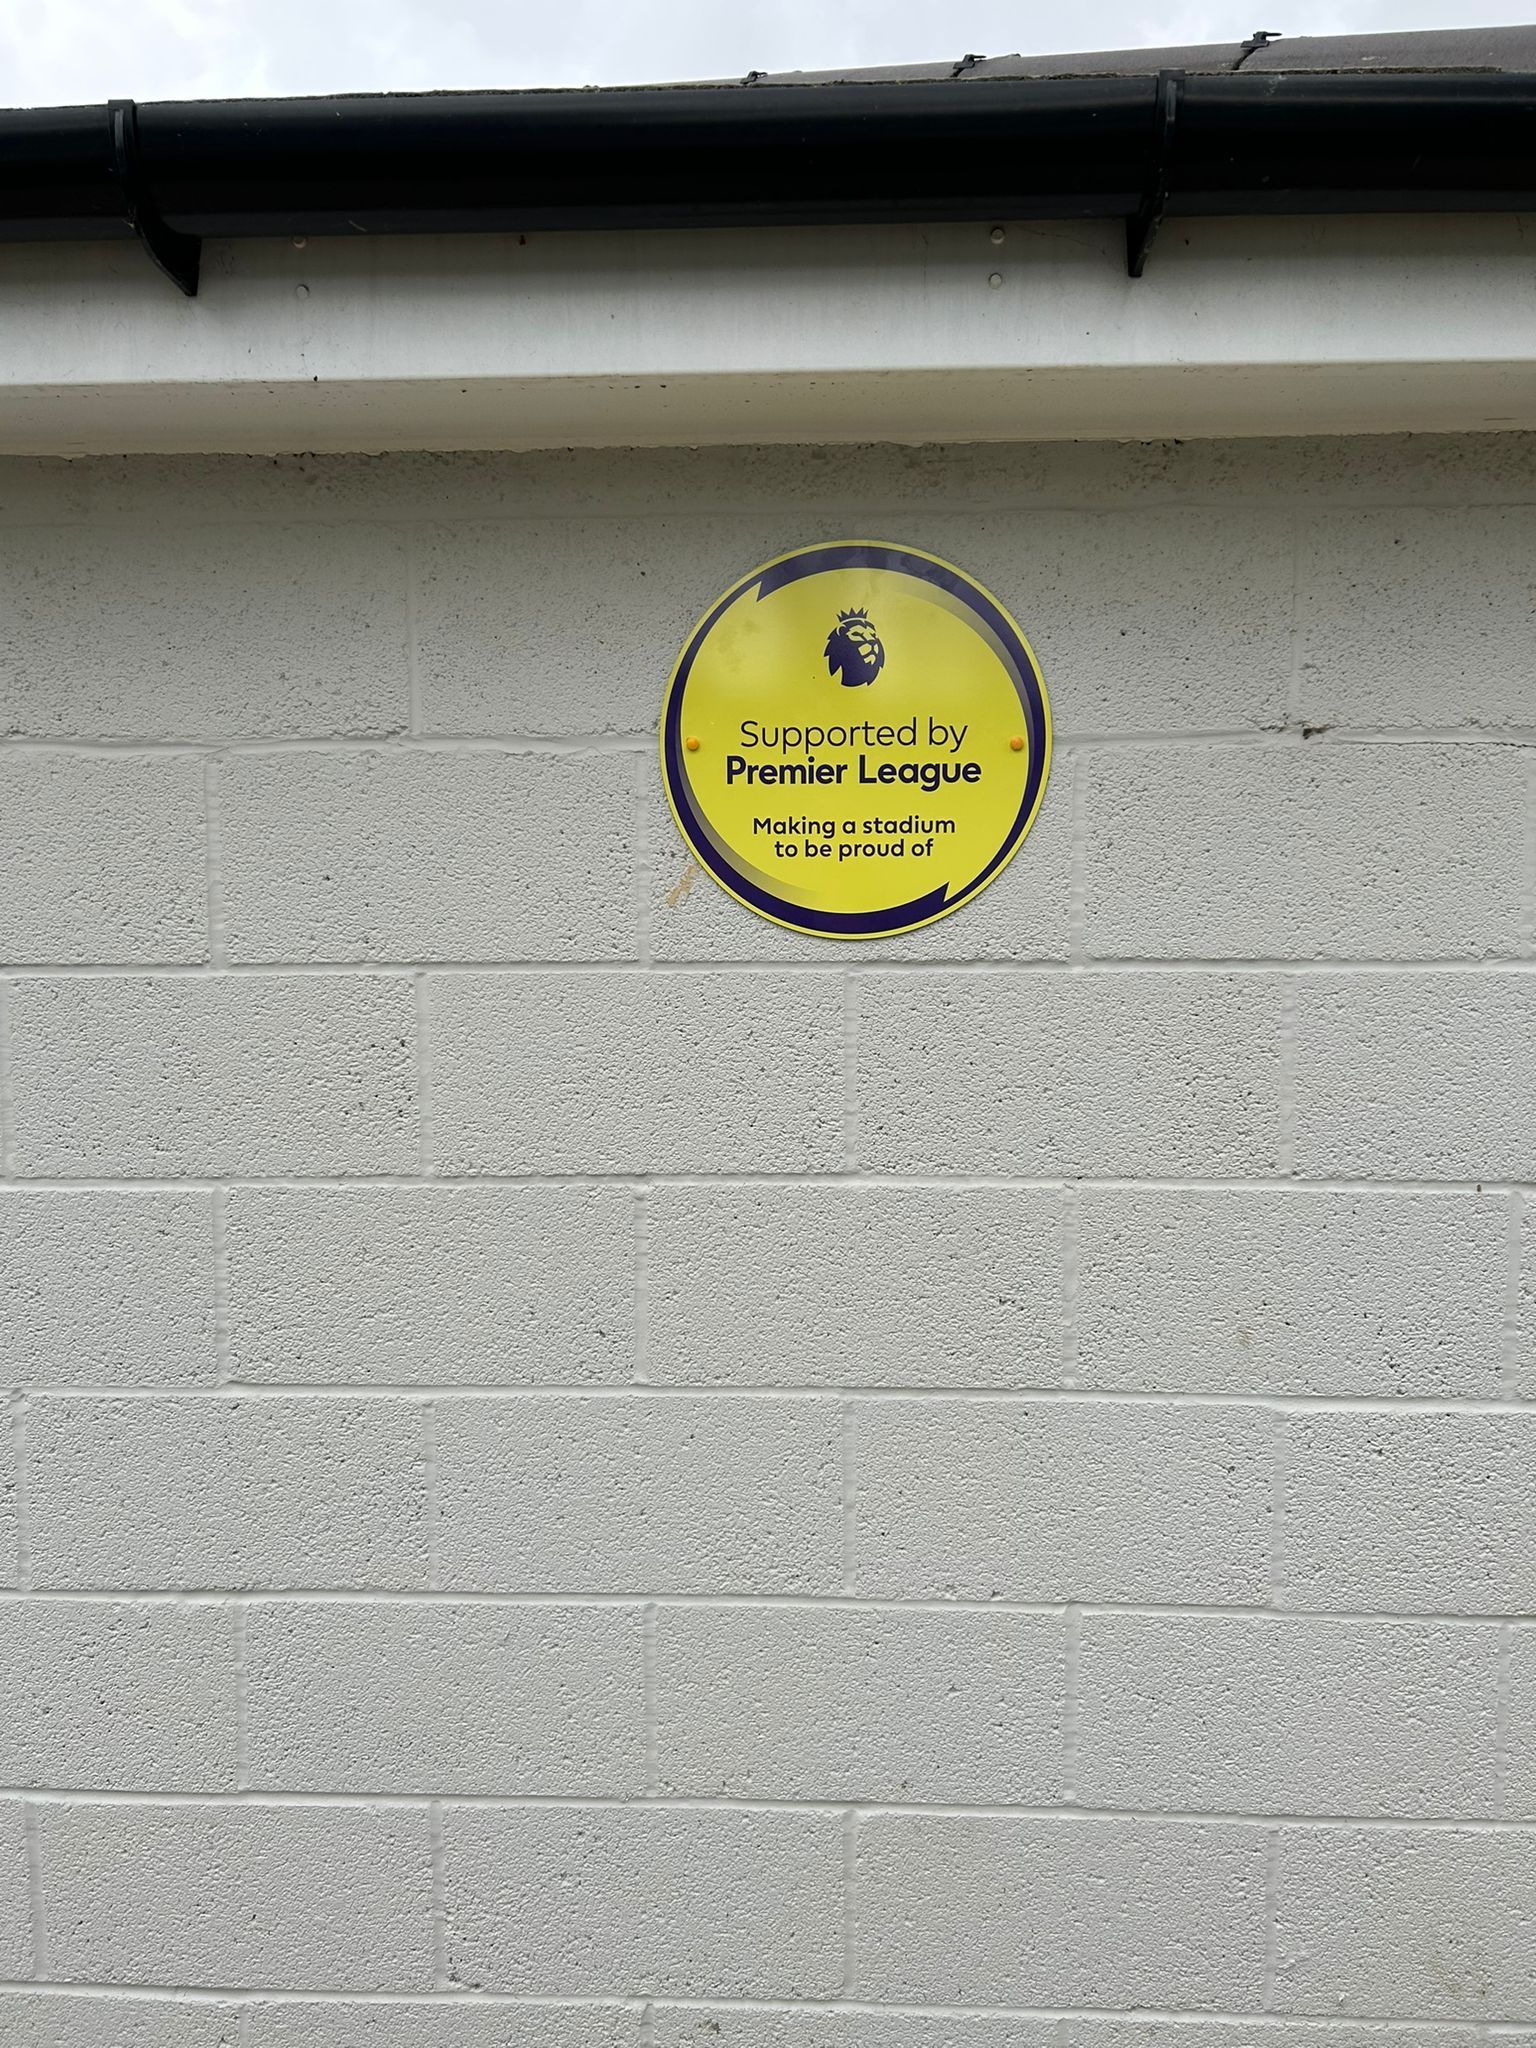 Supported by
Premier League
Making a stadium
to be proud of